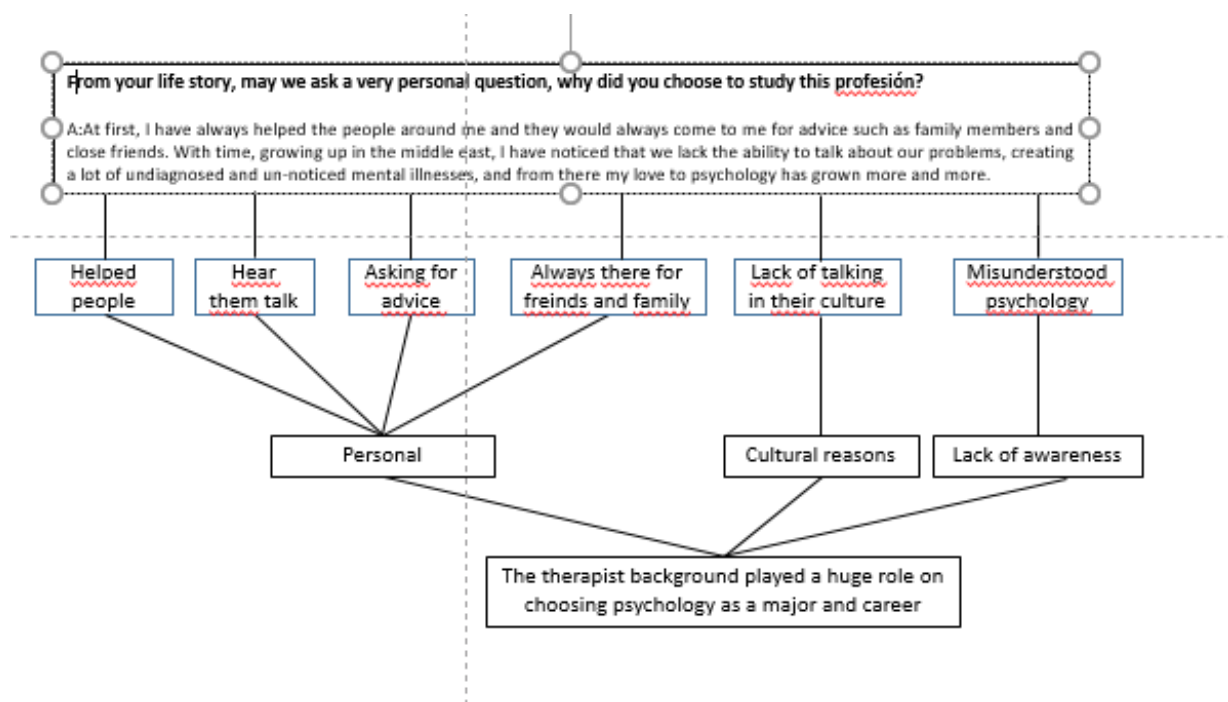 From your life story, may we ask a very personal question, why did you choose to study this profesión?
A:At first, I have always helped the people around me and they would always come to me for advice such as family members and
close friends. With time, growing up in the middle east, I have noticed that we lack the ability to talk about our problems, creating
a lot of undiagnosed and un-noticed mental illnesses, and from there my love to psychology has grown more and more.
Helped
people
Hear
them talk
Asking for
advice
Always there for
freinds and family
Lack of talking
in their culture
Misunderstood
psychology
Personal
Cultural reasons
Lack of awareness
The therapist background played a huge role on
choosing psychology as a major and career